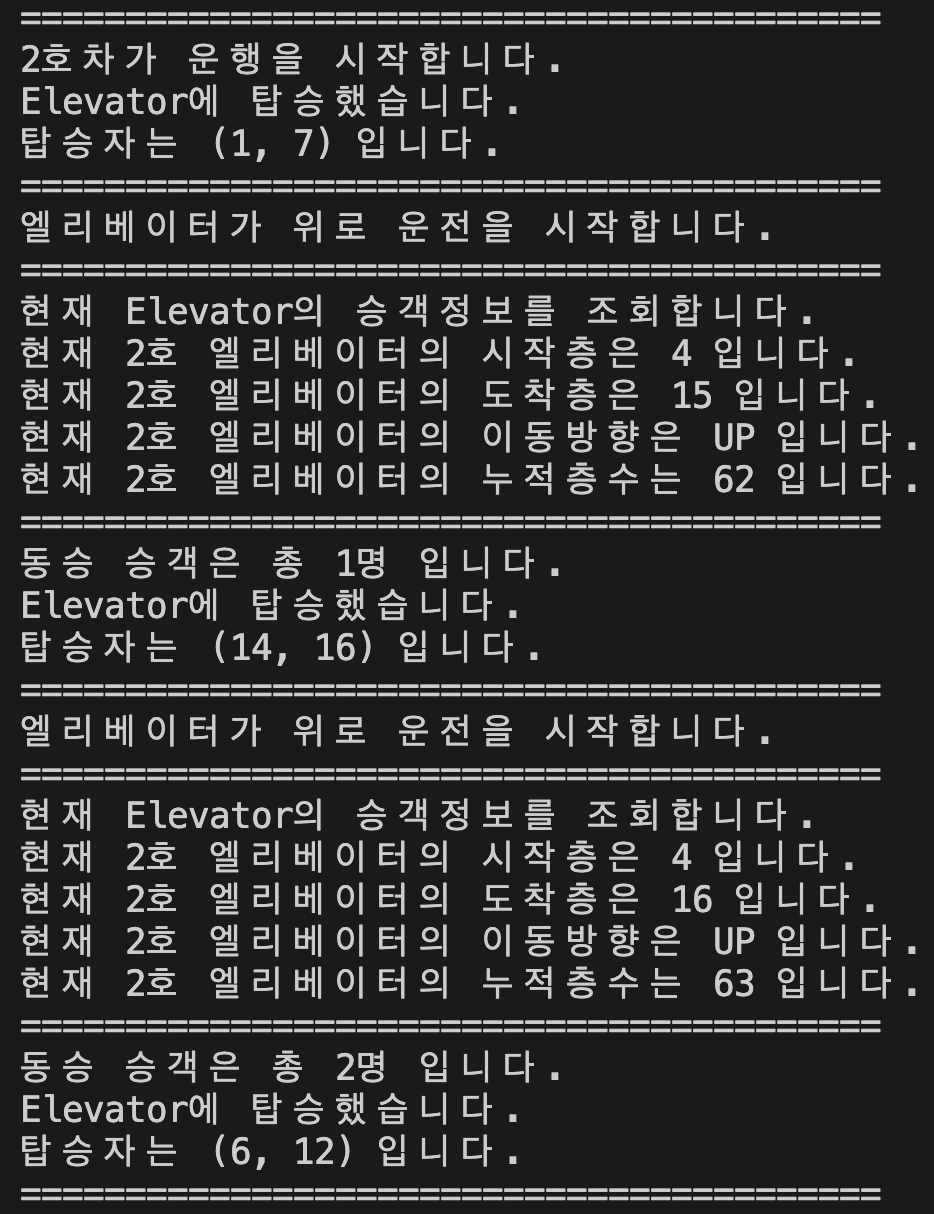 =========================================
2호차가 운행을 시작합니다.
Elevator에 탑승했습니다.
탑승자는 (1, 7) 입니다.
=========================================
엘리베이터가 위로 운전을 시작합니다.
=========================================
현재 Elevator의 승객정보를 조회합니다.
현재 2호 엘리베이터의 시작층은 4 입니다.
현재 2호 엘리베이터의 도착층은 15 입니다.
현재 2호 엘리베이터의 이동방향은 UP 입니다.
현재 2호 엘리베이터의 누적층수는 62 입니다.
=========================================
동승 승객은 총 1명 입니다.
Elevator에 탑승했습니다.
탑승자는 (14, 16) 입니다.
=========================================
엘리베이터가 위로 운전을 시작합니다.
=========================================
현재 Elevator의 승객정보를 조회합니다.
현재 2호 엘리베이터의 시작층은 4 입니다.
현재 2호 엘리베이터의 도착층은 16 입니다.
현재 2호 엘리베이터의 이동방향은 UP 입니다.
현재 2호 엘리베이터의 누적층수는 63 입니다.
=========================================
동승 승객은 총 2명 입니다.
Elevator에 탑승했습니다.
탑승자는 (6, 12) 입니다.
=========================================